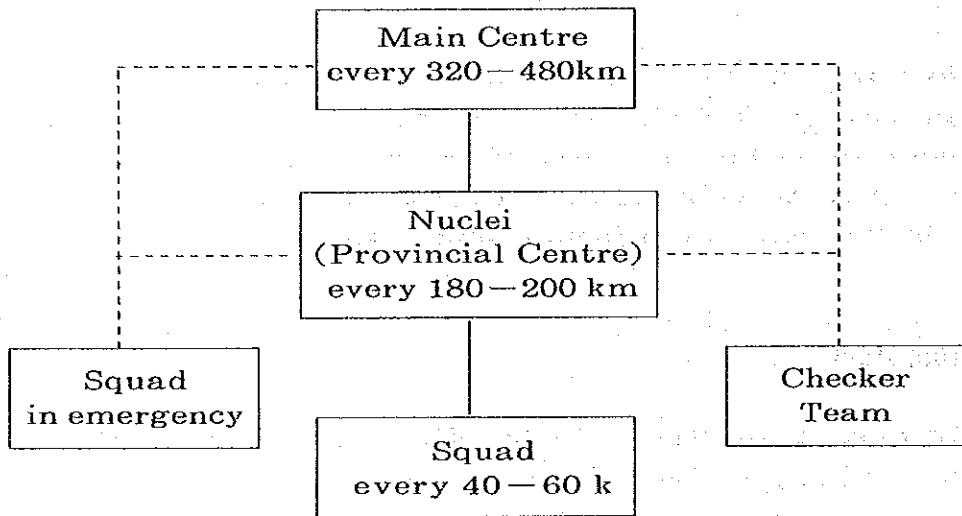 Main Centre
cvery 320—480km
Nuclei
(Provincial Centre)
every 180—200 km
Squad
in emergency
Checker
Team
Squad
every 40—60 k